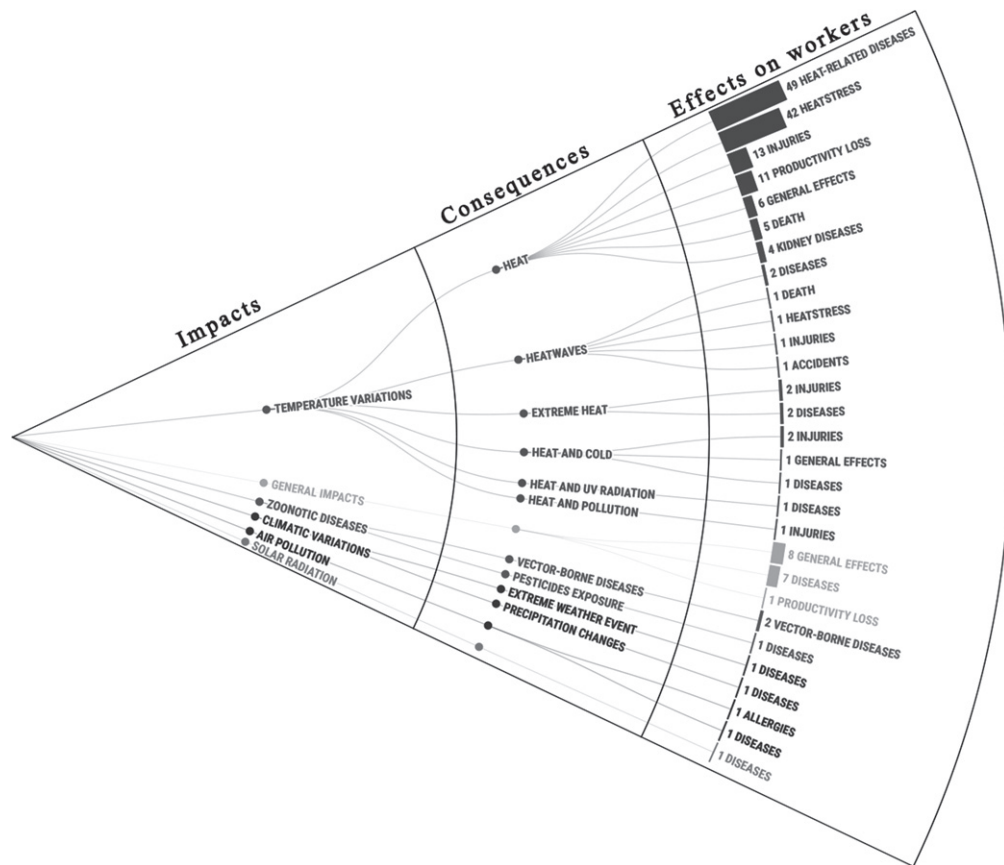 Impacts
Consequences
Effects on workers
TEMPERATURE VARIATIONS
GENERAL IMPACTS
ZOONOTIC DISEASES
CLIMATIC VARIATIONS
AIR POLLUTION
SOLAR RADIATION
HEAT
HEATWAVES
EXTREME HEAT
HEAT AND COLD
HEAT AND UV RADIATION
HEAT AND POLLUTION
VECTOR-BORNE DISEASES
PESTICIDES EXPOSURE
EXTREME WEATHER EVENT
PRECIPITATION CHANGES
49 HEAT-RELATED DISEASES
42 HEATSTRESS
13 INJURIES
11 PRODUCTIVITY LOSS
6 GENERAL EFFECTS
5 DEATH
4 KIDNEY DISEASES
2 DISEASES
1 DEATH
1 HEATSTRESS
1 INJURIES
1 ACCIDENTS
2 INJURIES
2 DISEASES
2 INJURIES
1 GENERAL EFFECTS
1 DISEASES
1 DISEASES
1 INJURIES
8 GENERAL EFFECTS
7 DISEASES
1 PRODUCTIVITY LOSS
2 VECTOR-BORNE DISEASES
1 DISEASES
1 DISEASES
1 DISEASES
1 ALLERGIES
1 DISEASES
1 DISEASES